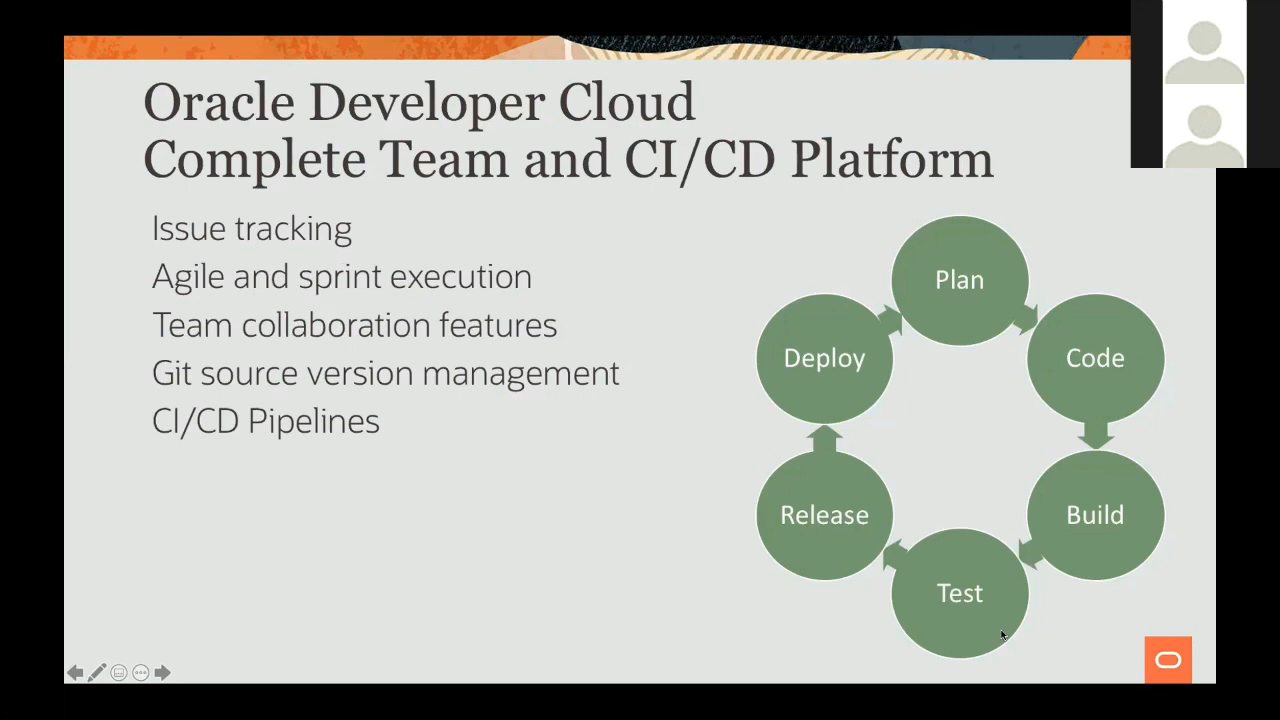 Oracle Developer Cloud
Complete Team and CI/CD Platform
Issue tracking
Agile and sprint execution
Team collaboration features
Git source version management
CI/CD Pipelines
Plan
Code
Build
Test
Release
Deploy